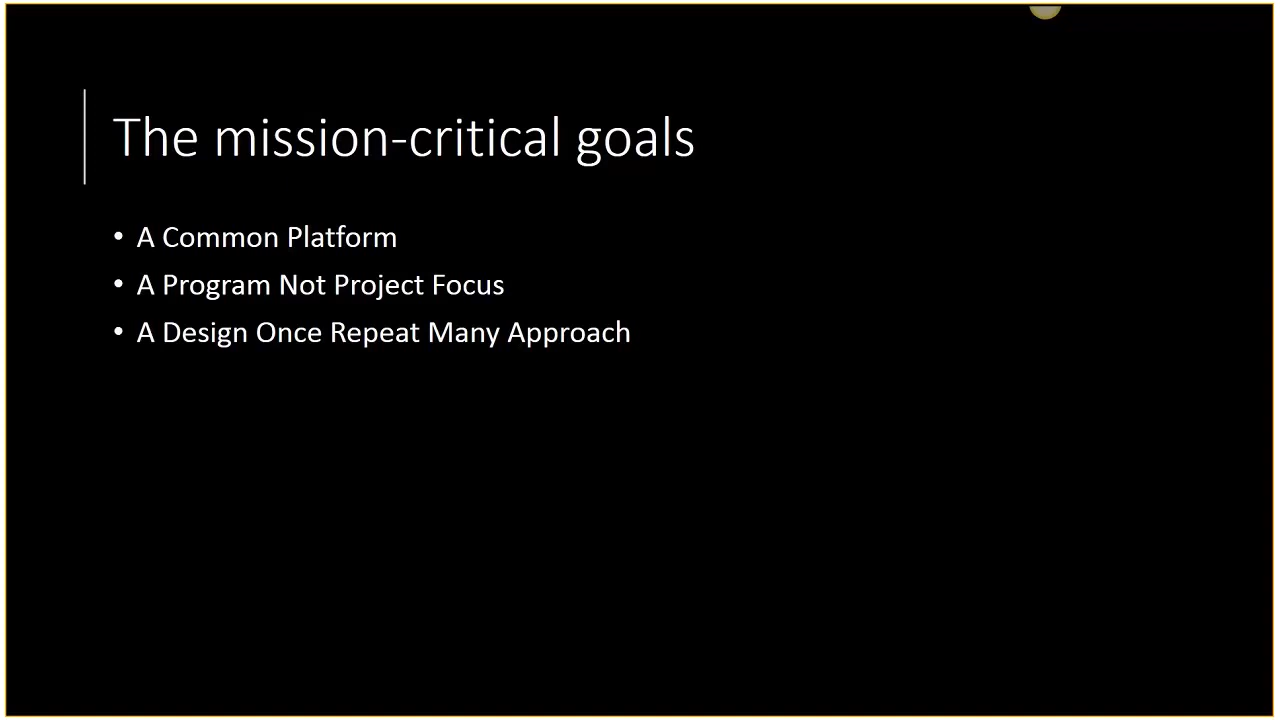 The mission-critical goals
• A Common Platform
• A Program Not Project Focus
• A Design Once Repeat Many Approach